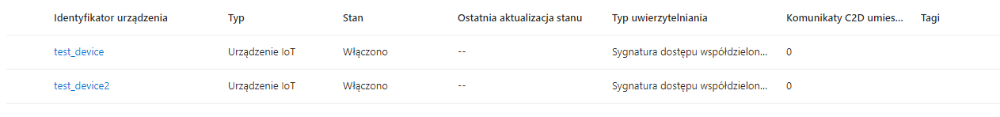 Identyfikator urządzenia Typ Stan Ostatnia aktualizacja stanu Typ uwierzytelniania Komunikaty C2D umies... Tagi
test_device Urządzenie IoT Włączono -- Sygnatura dostępu współdzielon... 0
test_device2 Urządzenie IoT Włączono -- Sygnatura dostępu współdzielon... 0